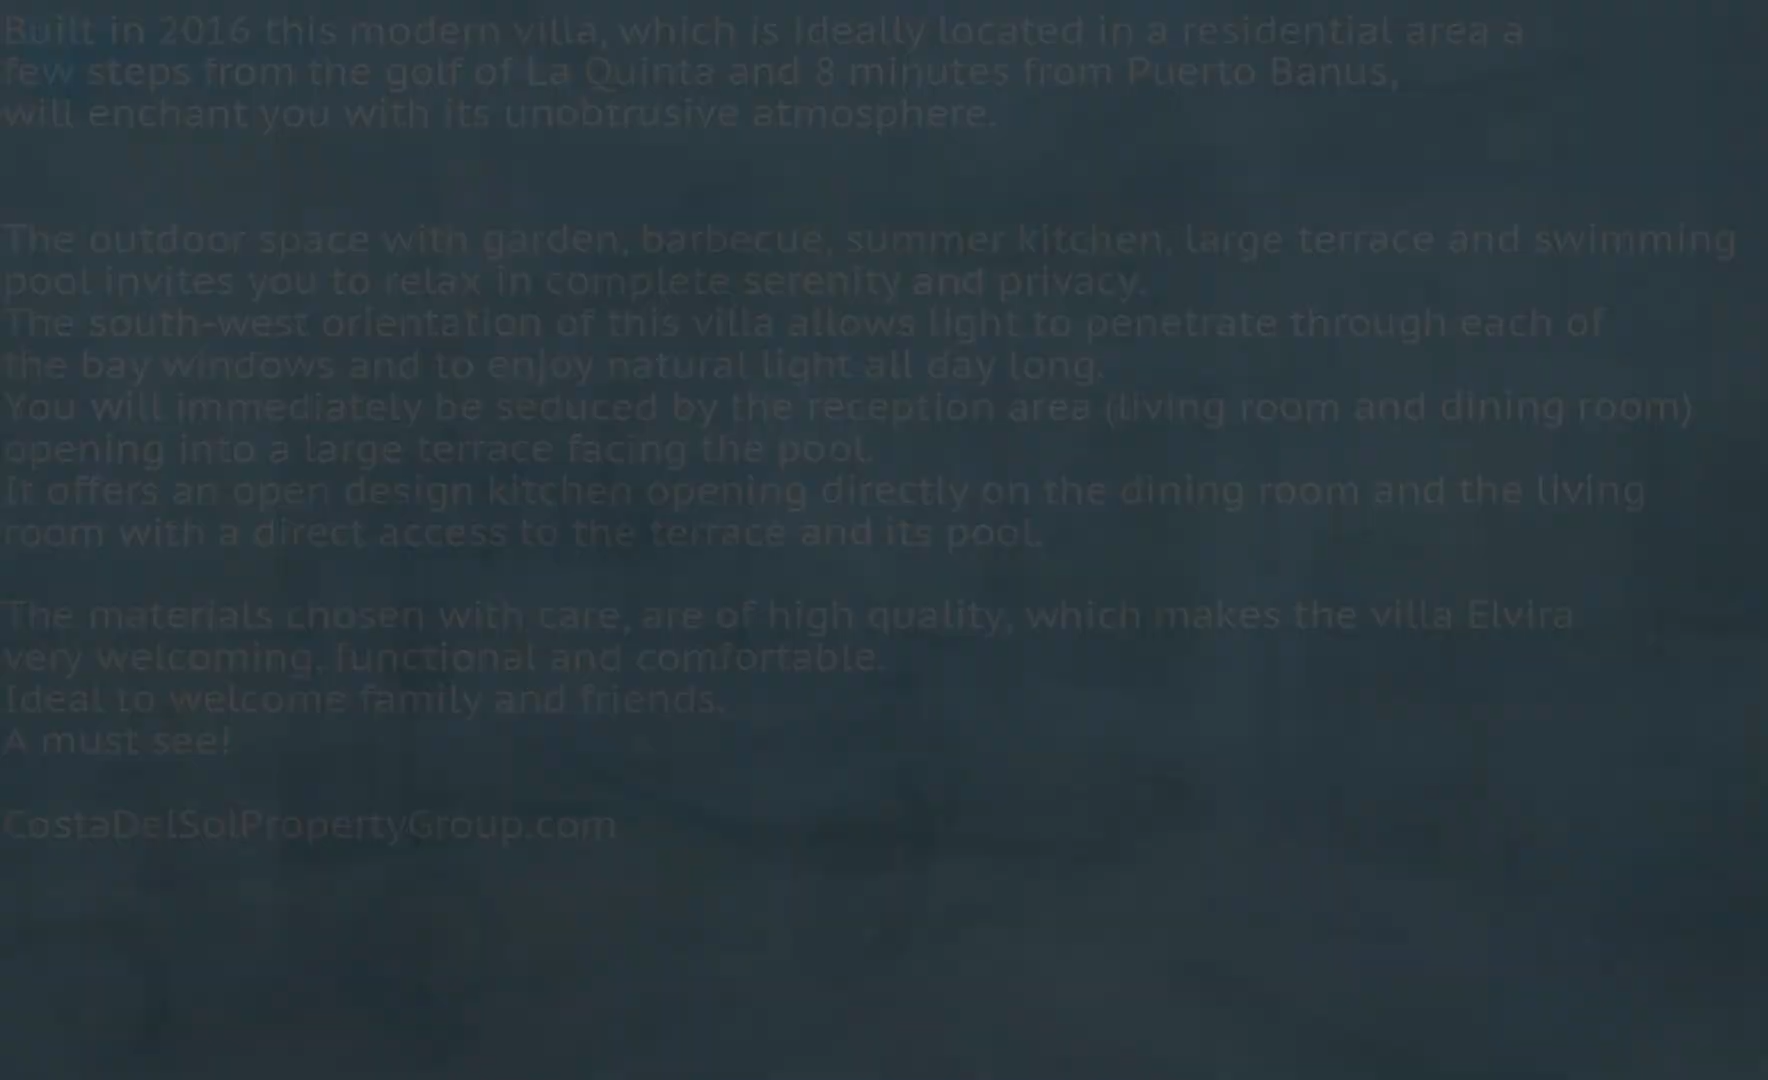 Built in 2016 this modern villa, which is ideally located in a residential area a
few steps from the golf of La Quinta and 8 minutes from Puerto Banus,
will enchant you with its unobtrusive atmosphere.
The outdoor space with garden, barbecue, summer kitchen, large terrace and swimming
pool invites you to relax in complete serenity and privacy.
The south-west orientation of this villa allows light to penetrate through each of
the bay windows and to enjoy natural light all day long.
You will immediately be seduced by the reception area (living room and dining room)
opening into a large terrace facing the pool.
It offers an open design kitchen opening directly on the dining room and the living
room with a direct access to the terrace and its pool.
The materials chosen with care, are of high quality, which makes the villa Elvira
very welcoming, functional and comfortable.
Ideal to welcome family and friends.
A must see!
CostaDelSolPropertyGroup.com